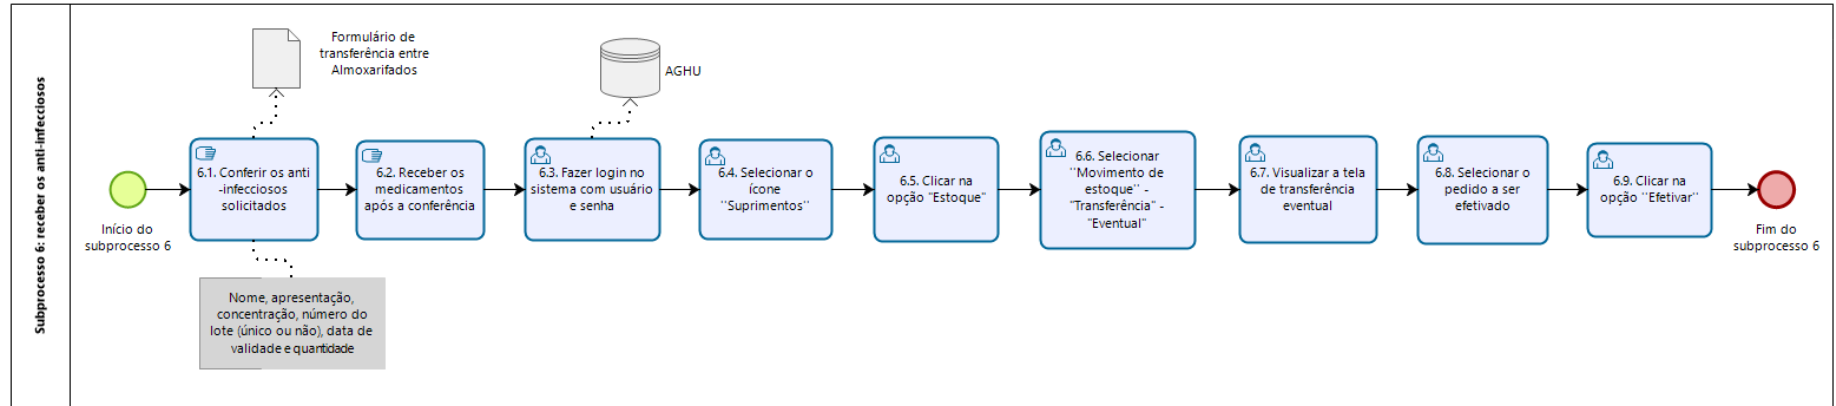 Subprocesso 6: receber os anti-infecciosos
Formulário de
transferência entre
Almoxarifados
AGHU
Início do
subprocesso 6
6.1. Conferir os anti
-infecciosos
solicitados
6.2. Receber os
medicamentos
após a conferência
6.3. Fazer login no
sistema com usuário
e senha
6.4. Selecionar o
ícone
''Suprimentos''
6.5. Clicar na
opção "Estoque"
6.6. Selecionar
''Movimento de
estoque'' -
"Transferência" -
"Eventual"
6.7. Visualizar a tela
de transferência
eventual
6.8. Selecionar o
pedido a ser
efetivado
6.9. Clicar na
opção ''Efetivar''
Fim do
subprocesso 6
Nome, apresentação,
concentração, número do
lote (único ou não), data de
validade e quantidade